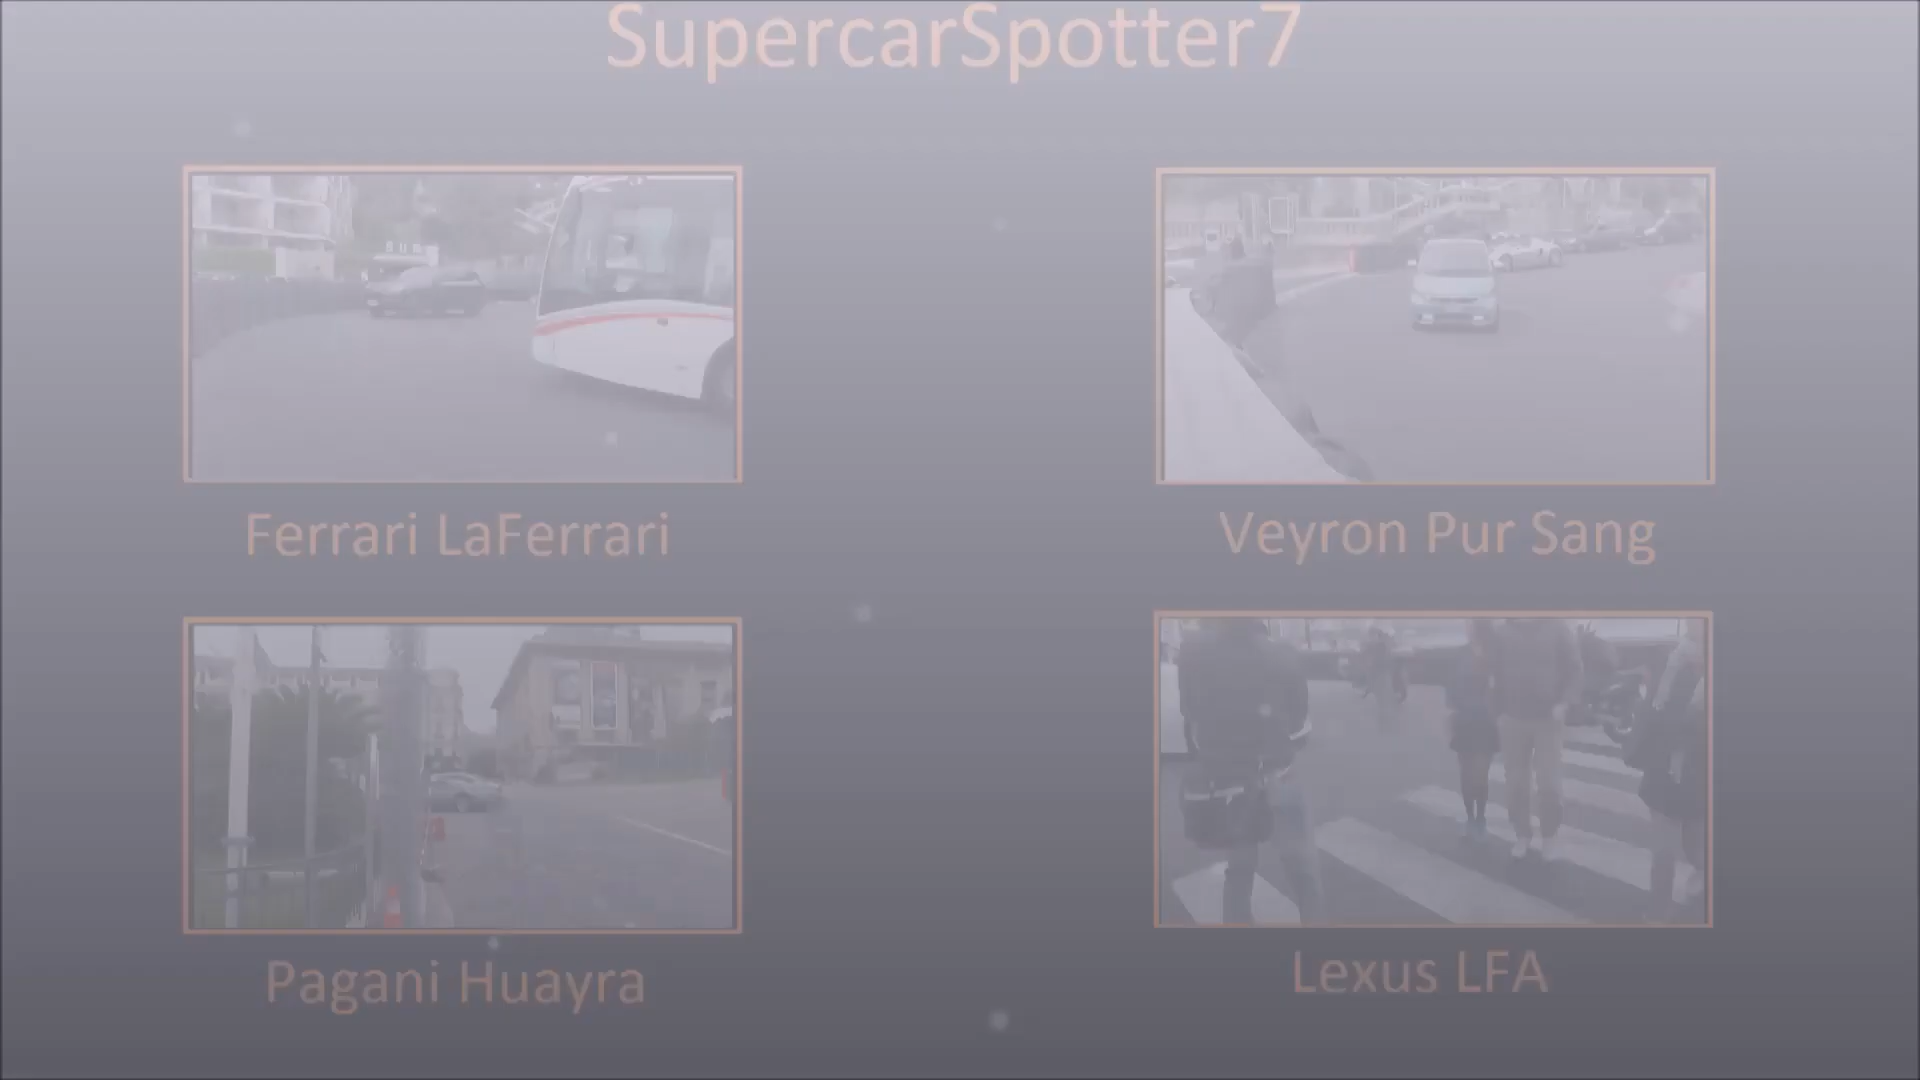 SupercarSpotter7
Ferrari LaFerrari
Veyron Pur Sang
Pagani Huayra
Lexus LFA